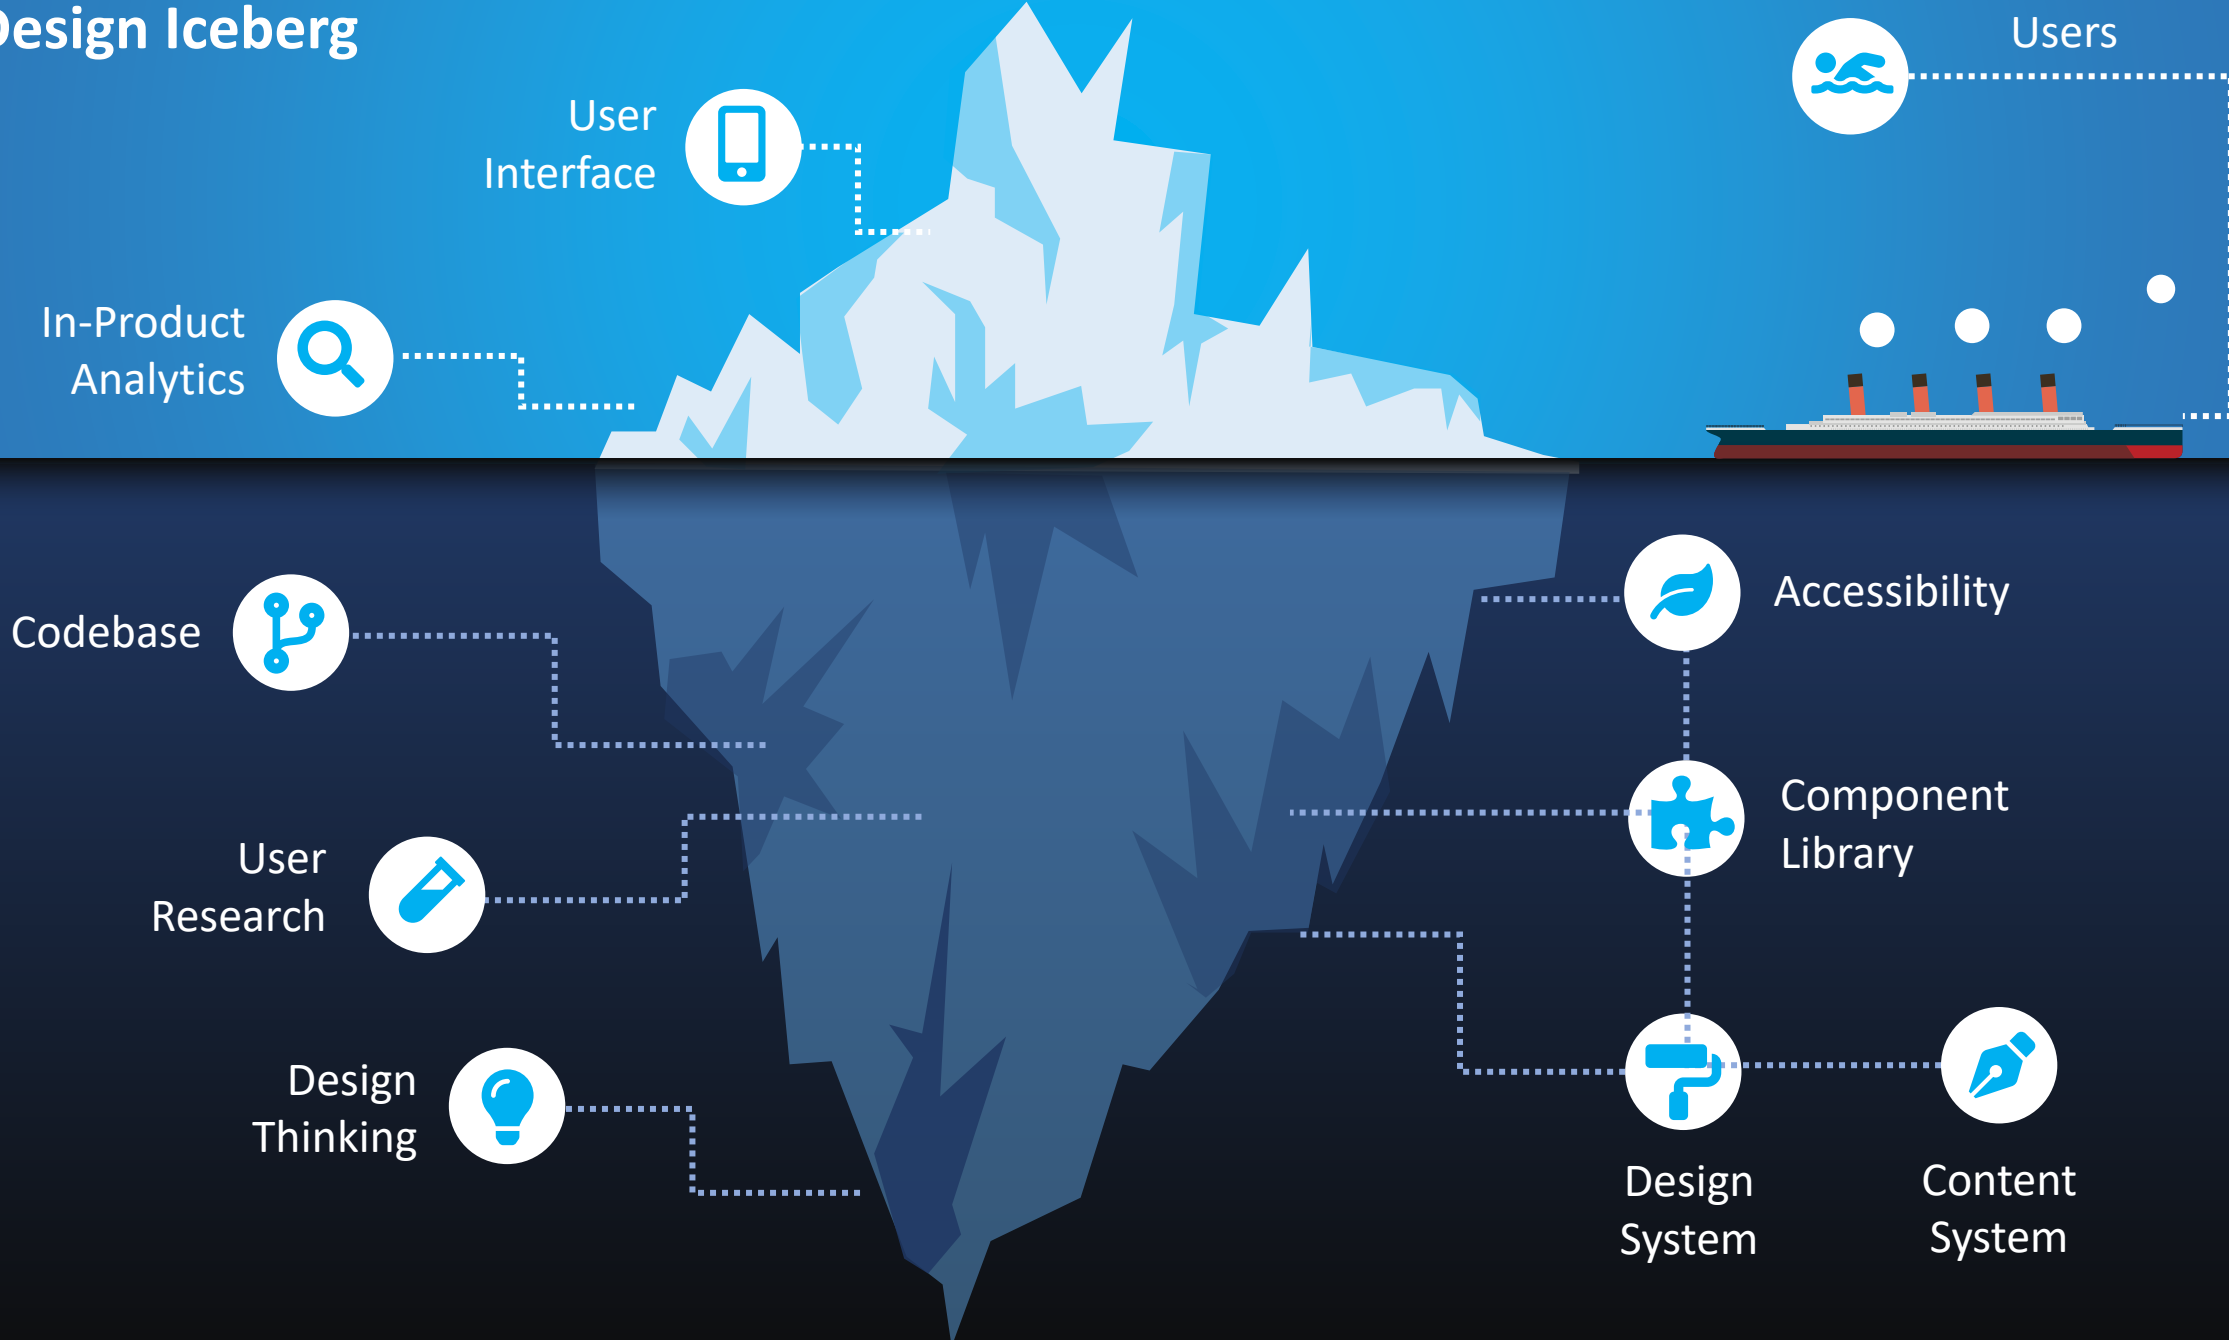 Design Iceberg
Users
User
Interface
In-Product
Analytics
Codebase
Accessibility
Component
Library
User
Research
Design
Thinking
Design
System
Content
System